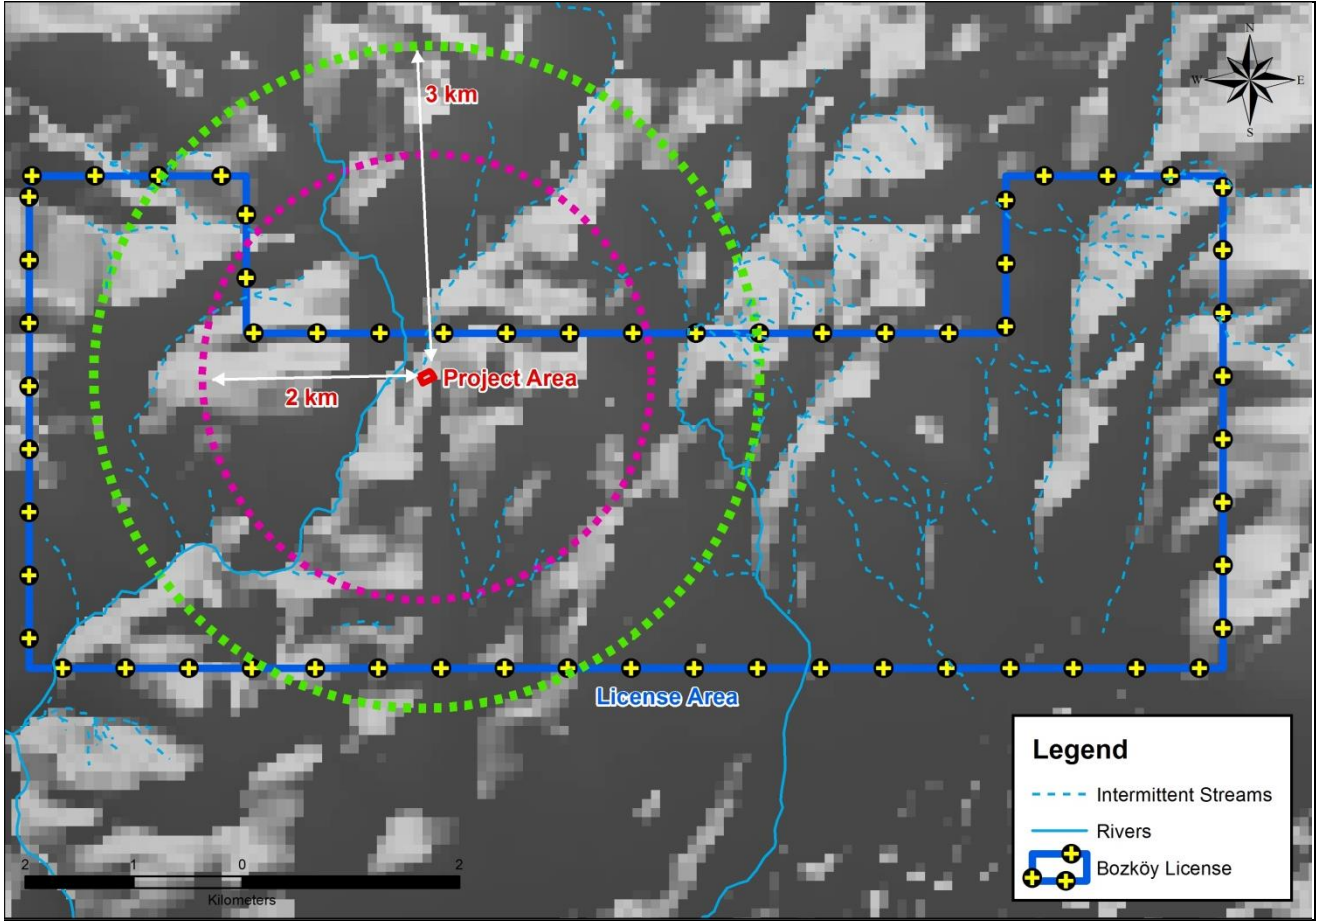 N
W E
S
3 km
Project Area
2 km
License Area
Legend
Intermittent Streams
Rivers
Bozköy License
2 1 0 2
Kilometers